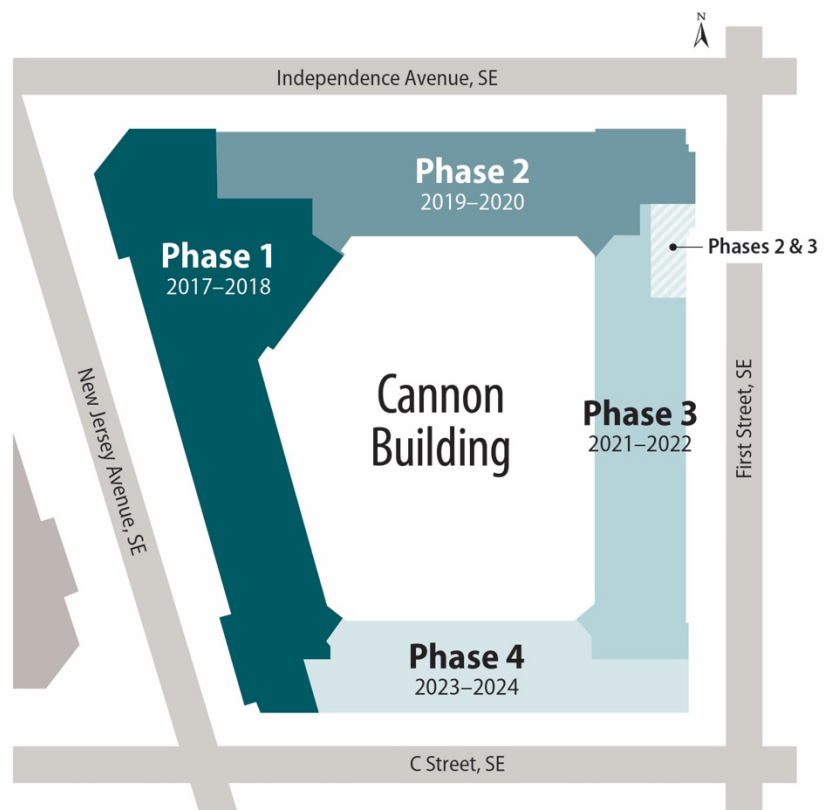 N
Independence Avenue, SE
Phase 2
2019–2020
Phase 1
2017–2018
Phases 2 & 3
New Jersey Avenue, SE
Cannon
Building
Phase 3
2021–2022
First Street, SE
Phase 4
2023–2024
C Street, SE